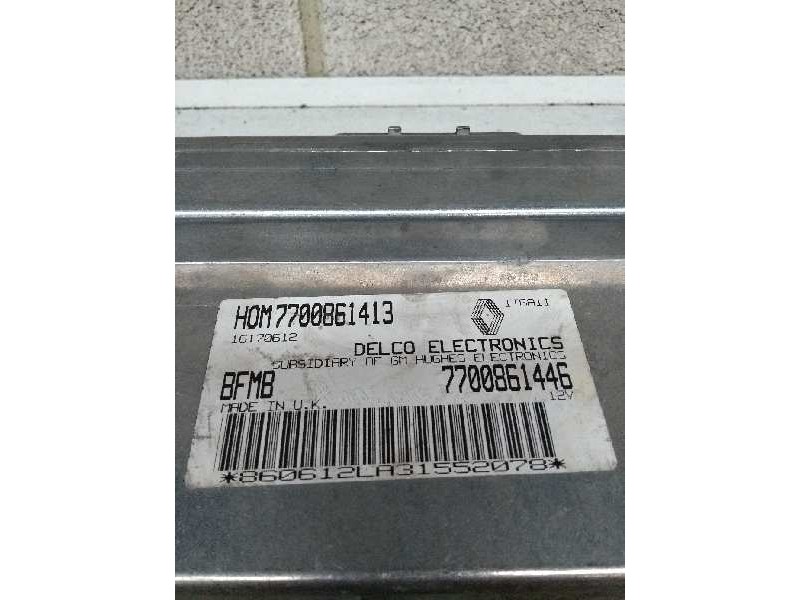 HOM7700861413
16170612
DELCO ELECTRONICS
SUBSIDIARY OF GM HUGHES ELECTRONICS
BFMB 7700861446
MADE IN U.K. 12V
*860612LA31552078*